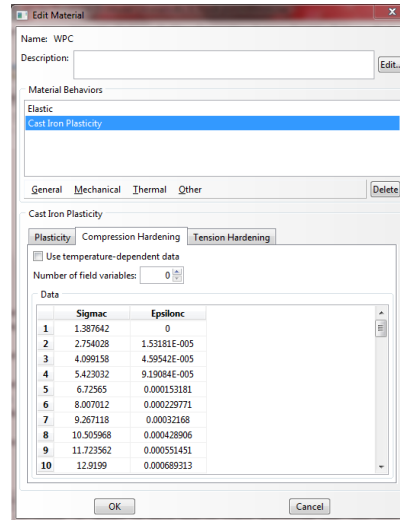 Edit Material
X
Name: WPC
Description:
Edit..
Material Behaviors
Elastic
Cast Iron Plasticity
General Mechanical Thermal Other
Delete
Cast Iron Plasticity
Plasticity Compression Hardening Tension Hardening
Use temperature-dependent data
Number of field variables: 0
Data
Sigmac Epsilonc
1 1.387642 0
2 2.754028 1.53181E-005
3 4.099158 4.59542E-005
4 5.423032 9.19084E-005
5 6.72565 0.000153181
6 8.007012 0.000229771
7 9.267118 0.00032168
8 10.505968 0.000428906
9 11.723562 0.000551451
10 12.9199 0.000689313
OK Cancel